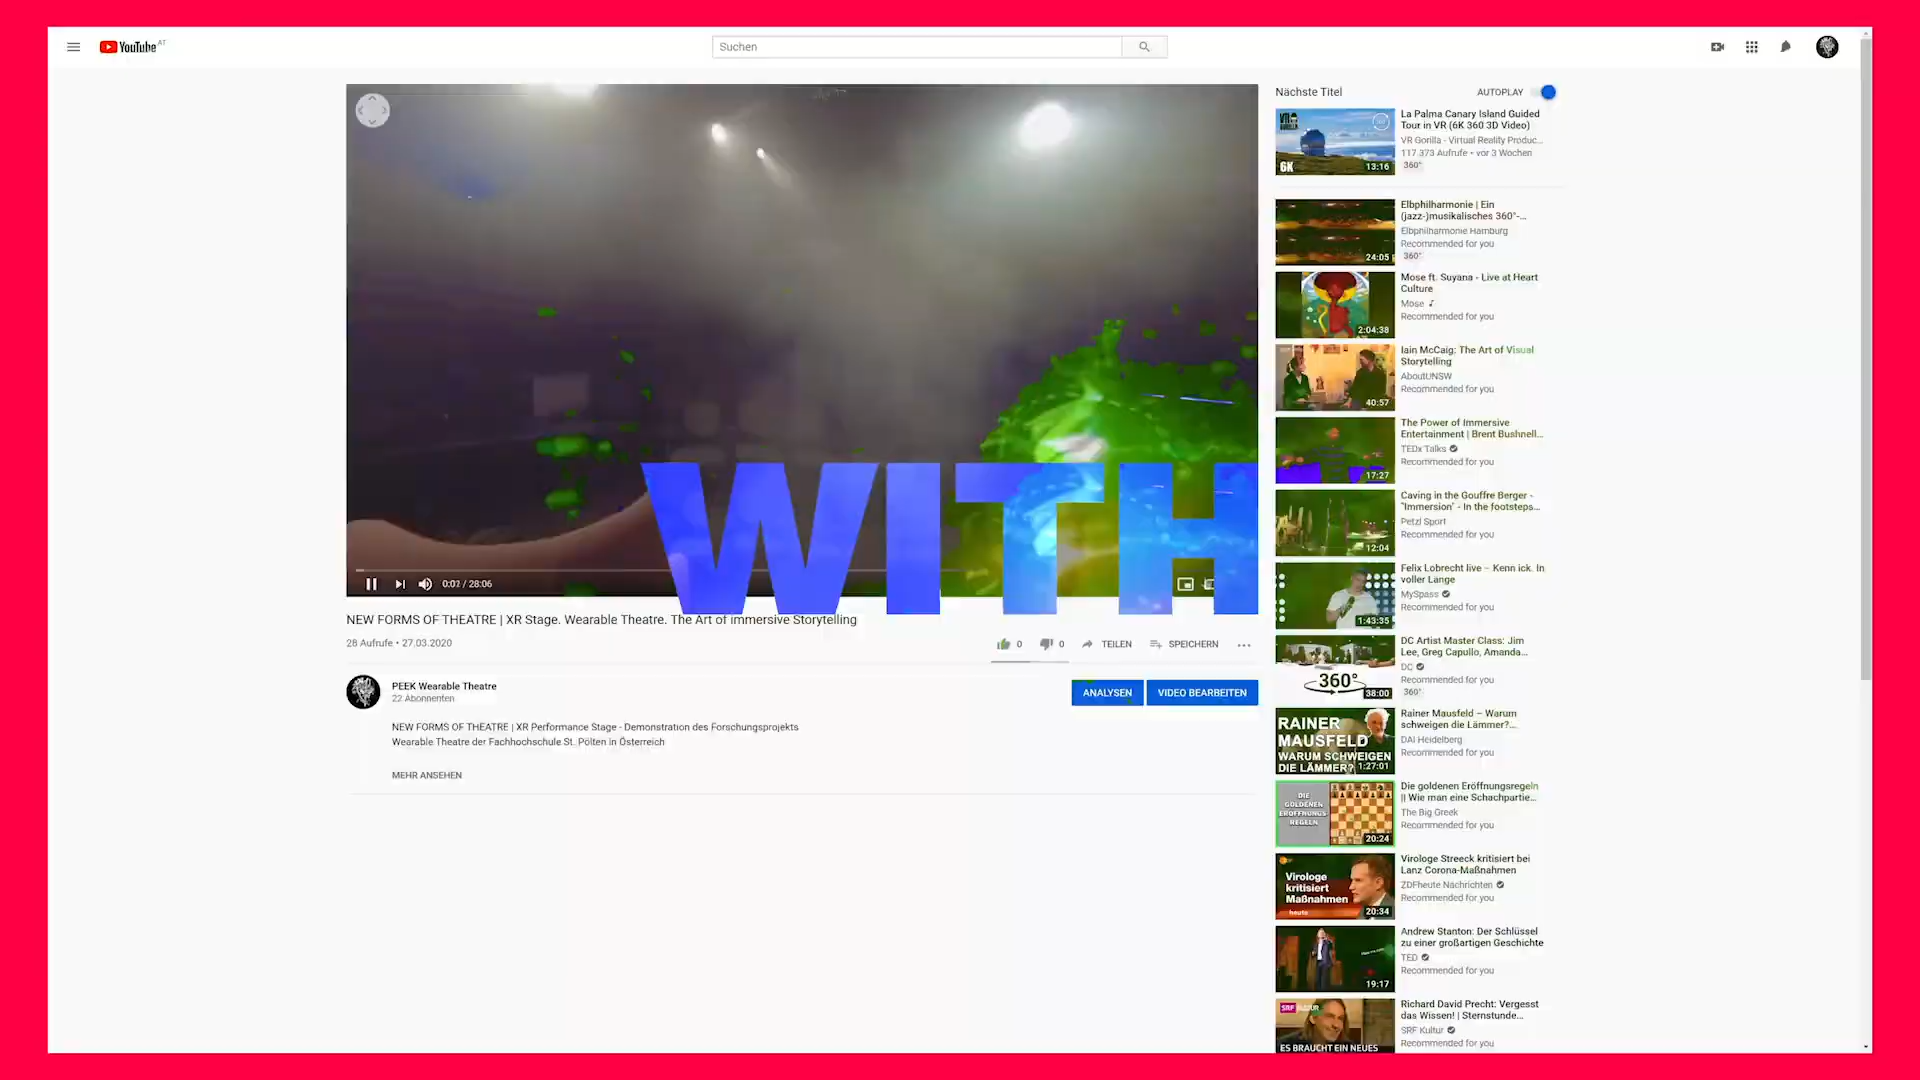 YouTube AT
Suchen
WITH
0:07 / 28:06
NEW FORMS OF THEATRE | XR Stage. Wearable Theatre. The Art of immersive Storytelling
28 Aufrufe • 27.03.2020
0
0
TEILEN
SPEICHERN
PEEK Wearable Theatre
22 Abonnenten
ANALYSEN
VIDEO BEARBEITEN
NEW FORMS OF THEATRE | XR Performance Stage - Demonstration des Forschungsprojekts
Wearable Theatre der Fachhochschule St. Pölten in Österreich
MEHR ANSEHEN
Nächste Titel
AUTOPLAY
6K
13:16
La Palma Canary Island Guided
Tour in VR (6K 360 3D Video)
VR Gorilla - Virtual Reality Produc...
117.373 Aufrufe • vor 3 Wochen
360°
24:05
Elbphilharmonie | Ein
(jazz-)musikalisches 360°-...
Elbphilharmonie Hamburg
Recommended for you
360°
2:04:38
Mose ft. Suyana - Live at Heart
Culture
Mose ♪
Recommended for you
40:57
Iain McCaig: The Art of Visual
Storytelling
AboutUNSW
Recommended for you
17:27
The Power of Immersive
Entertainment | Brent Bushnell...
TEDx Talks
Recommended for you
12:04
Caving in the Gouffre Berger -
"Immersion" - In the footsteps...
Petzl Sport
Recommended for you
1:43:35
Felix Lobrecht live – Kenn ick. In
voller Länge
MySpass
Recommended for you
360°
38:00
DC Artist Master Class: Jim
Lee, Greg Capullo, Amanda...
DC
Recommended for you
360°
RAINER
MAUSFELD
WARUM SCHWEIGEN
DIE LÄMMER?
1:27:01
Rainer Mausfeld – Warum
schweigen die Lämmer?...
DAI Heidelberg
Recommended for you
DIE
GOLDENEN
ERÖFFNUNGS-
REGELN
20:24
Die goldenen Eröffnungsregeln
|| Wie man eine Schachpartie...
The Big Greek
Recommended for you
Virologe
kritisiert
Maßnahmen
heute
20:34
Virologe Streeck kritisiert bei
Lanz Corona-Maßnahmen
ZDFheute Nachrichten
Recommended for you
19:17
Andrew Stanton: Der Schlüssel
zu einer großartigen Geschichte
TED
Recommended for you
SRF KULTUR
ES BRAUCHT EIN NEUES
Richard David Precht: Vergesst
das Wissen! | Sternstunde...
SRF Kultur
Recommended for you